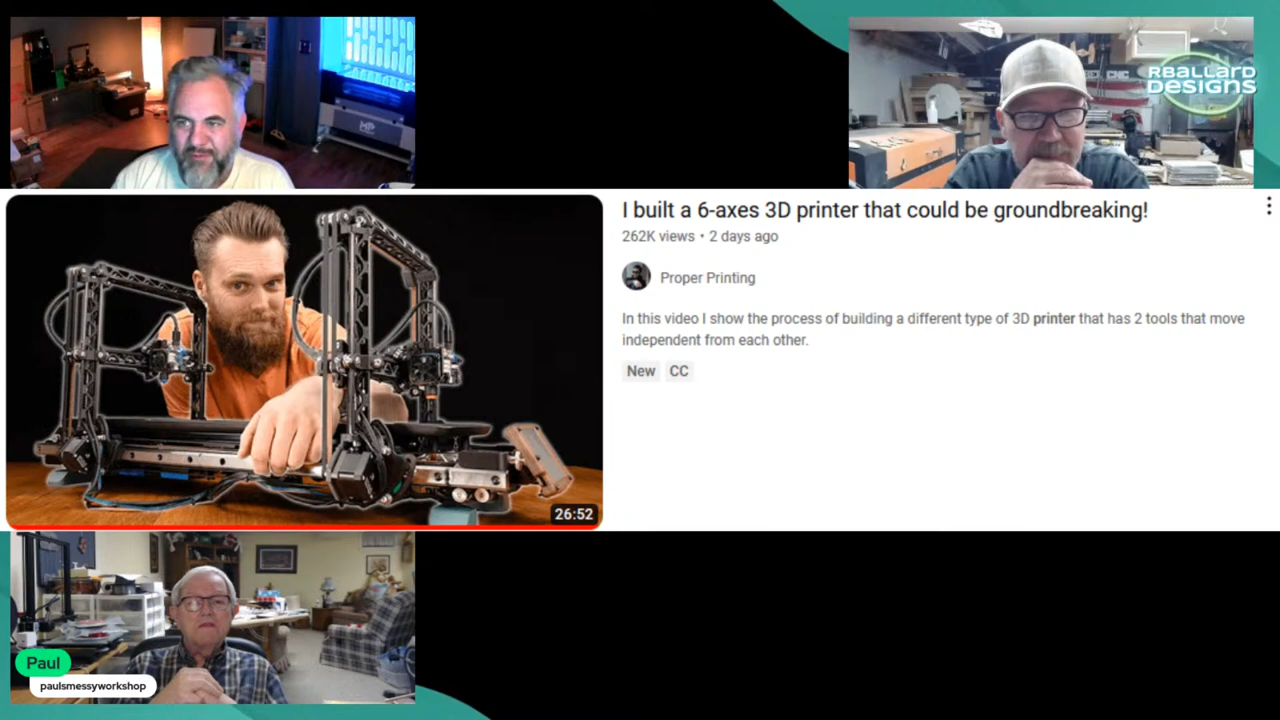 RBALLARD
DESIGNS
I built a 6-axes 3D printer that could be groundbreaking!
262K views • 2 days ago
Proper Printing
In this video I show the process of building a different type of 3D printer that has 2 tools that move
independent from each other.
New CC
26:52
Paul
paulsmessyworkshop